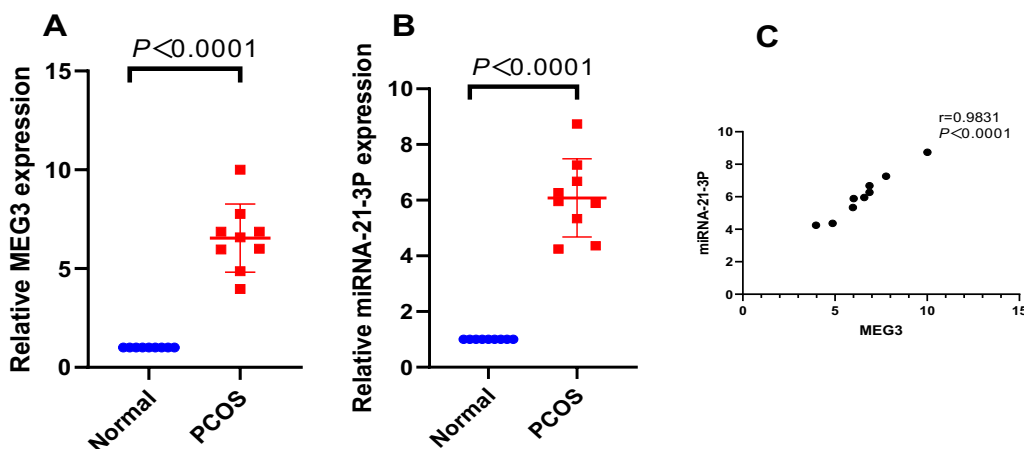 A
P<0.0001
Relative MEG3 expression
15
10
5
0
Normal
PCOS
B
P<0.0001
Relative miRNA-21-3P expression
10
8
6
4
2
0
Normal
PCOS
C
r=0.9831
P<0.0001
miRNA-21-3P
10
8
6
4
2
0
0
5
10
15
MEG3